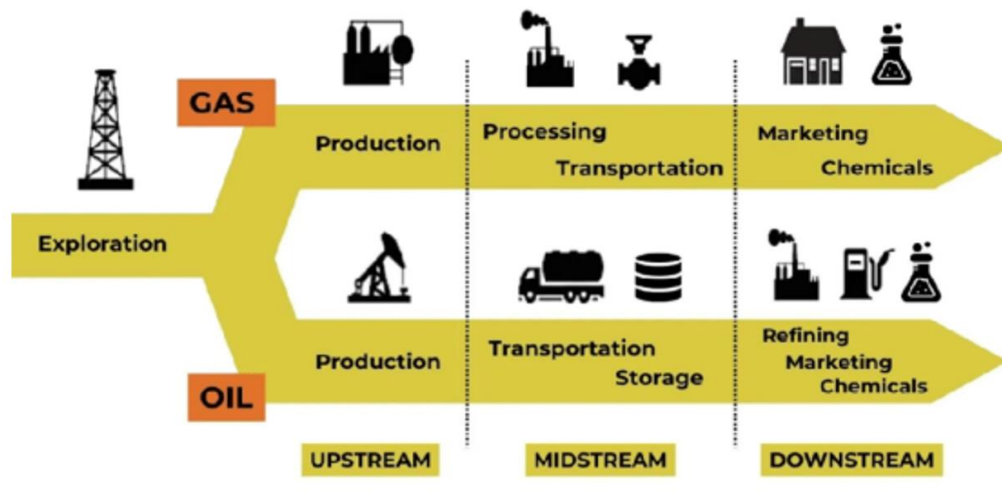 GAS
Production
Processing
Transportation
Marketing
Chemicals
Exploration
OIL
Production
Transportation
Storage
Refining
Marketing
Chemicals
UPSTREAM
MIDSTREAM
DOWNSTREAM